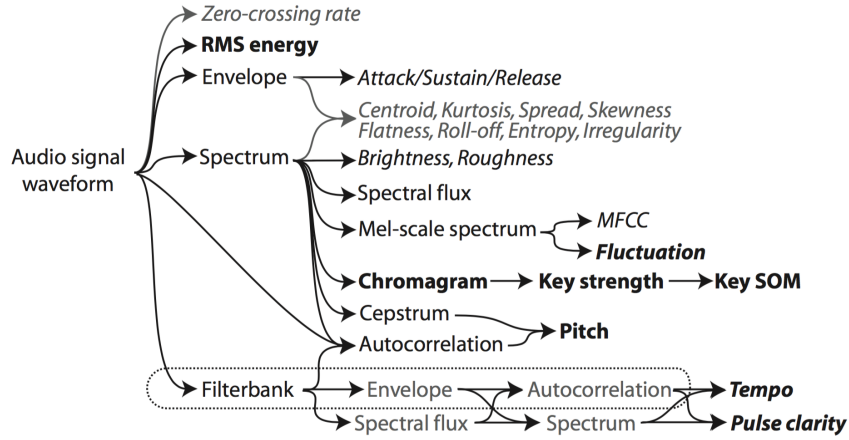 Zero-crossing rate
RMS energy
Envelope
Attack/Sustain/Release
Centroid, Kurtosis, Spread, Skewness
Flatness, Roll-off, Entropy, Irregularity
Audio signal
waveform
Spectrum
Brightness, Roughness
Spectral flux
Mel-scale spectrum
MFCC
Fluctuation
Chromagram
Key strength
Key SOM
Cepstrum
Pitch
Autocorrelation
Filterbank
Envelope
Autocorrelation
Tempo
Spectral flux
Spectrum
Pulse clarity